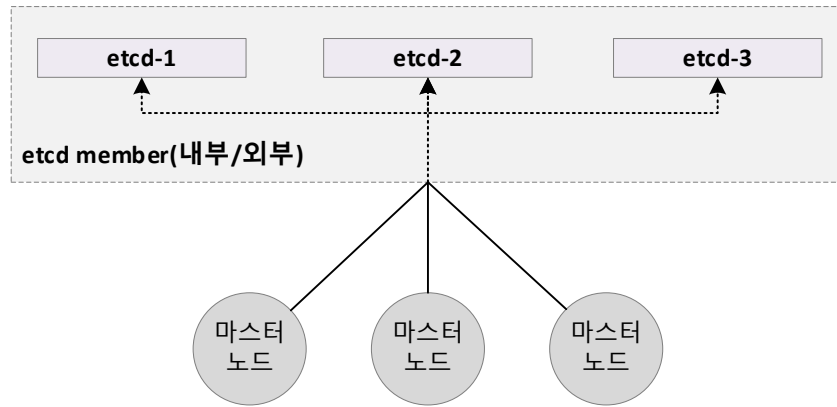 etcd-1
etcd-2
etcd-3
etcd member(내부/외부)
마스터
노드
마스터
노드
마스터
노드